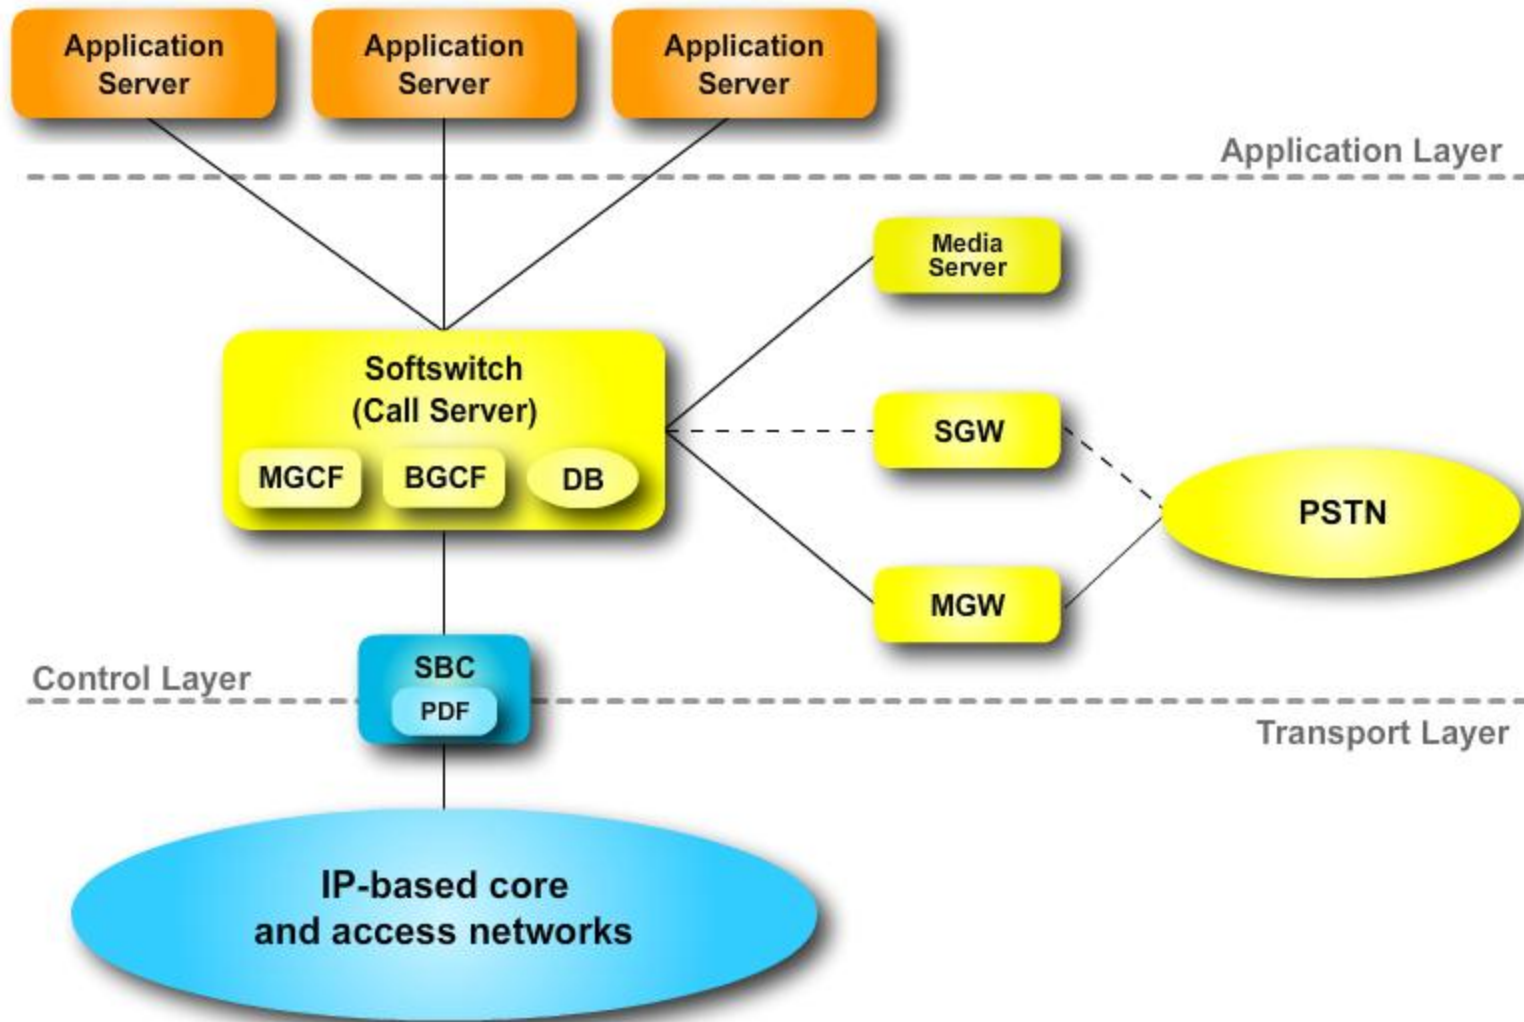 Application
Server
Application
Server
Application
Server
Application Layer
Media
Server
Softswitch
(Call Server)
MGCF
BGCF
DB
SGW
PSTN
MGW
SBC
PDF
Control Layer
Transport Layer
IP-based core
and access networks